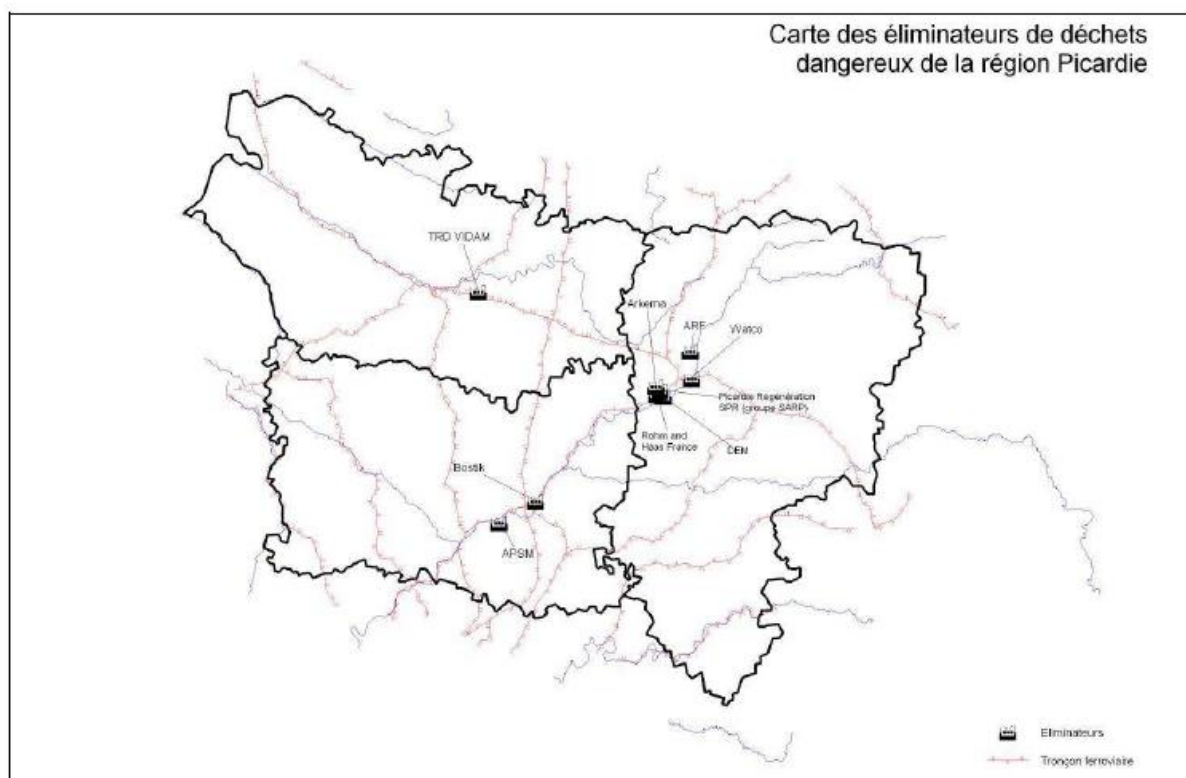 Carte des éliminateurs de déchets
dangereux de la région Picardie
TRD VIDAM
Arkema
ARF
Watco
Picardie Régénération
SPR (groupe SARP)
Rohm and
Haas France
Bostik
APSM
Eliminateurs
Tronçon ferroviaire